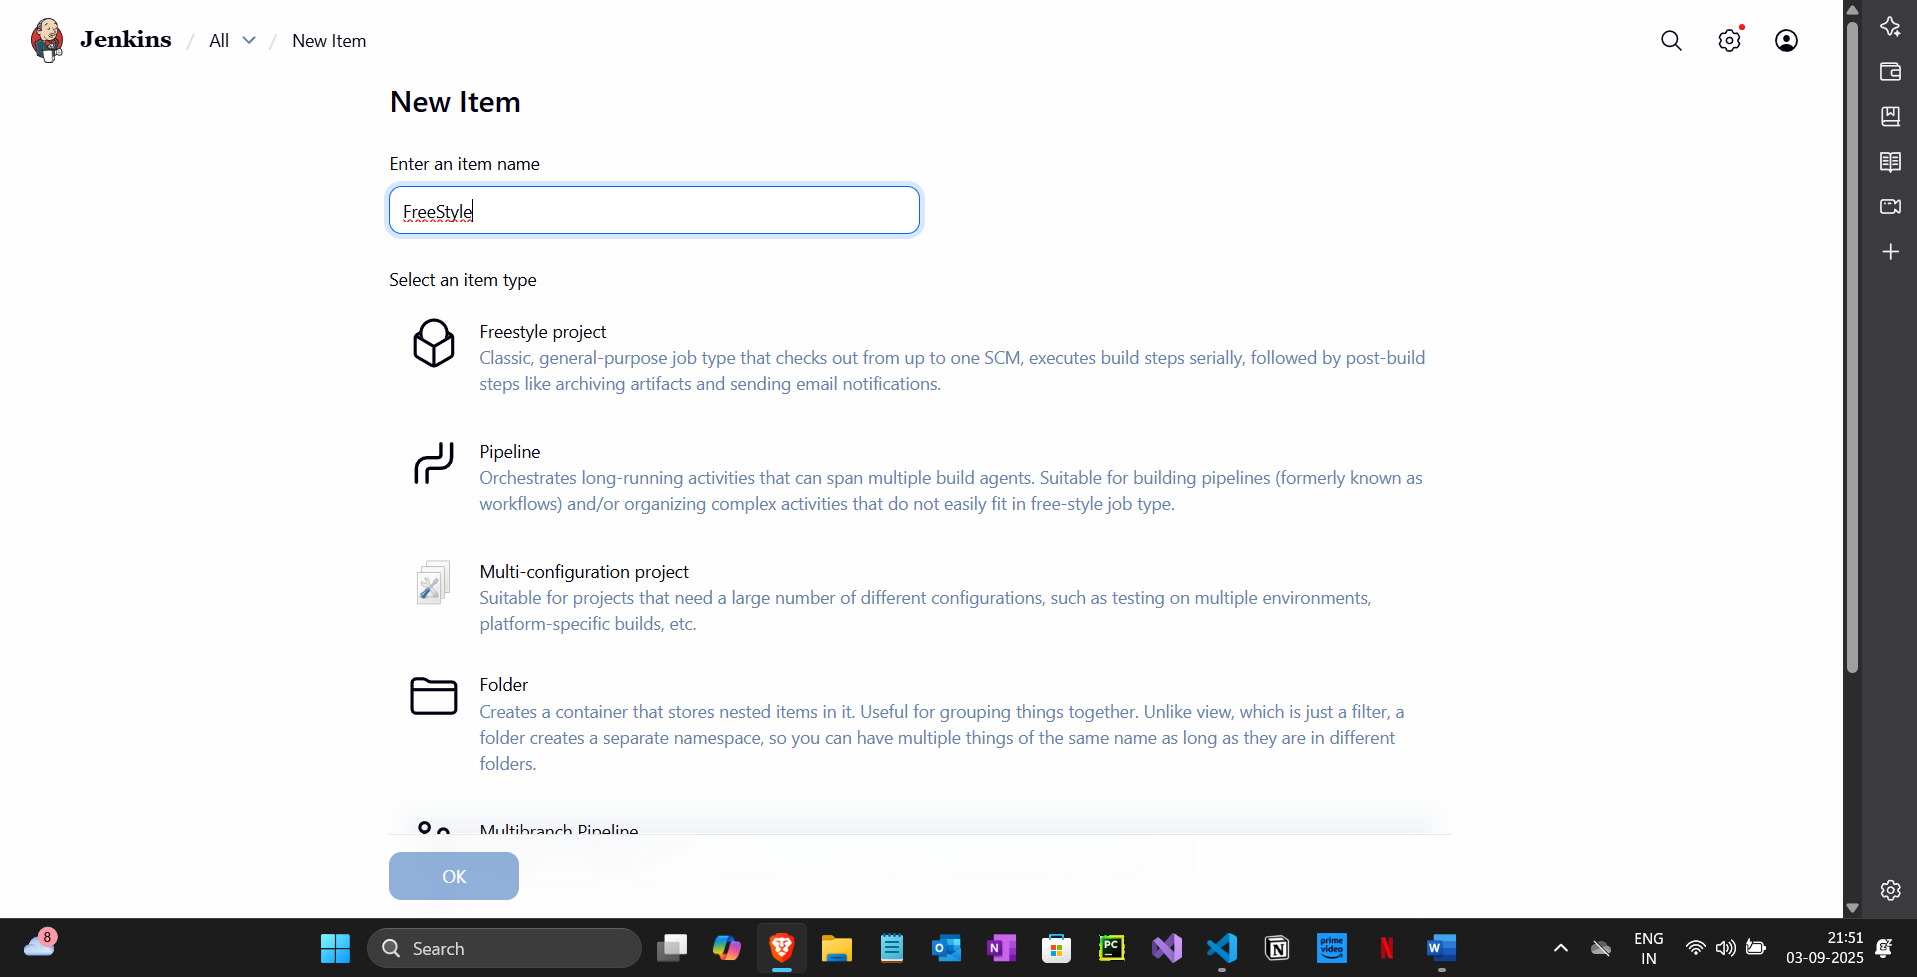 Jenkins / All / New Item
New Item
Enter an item name
FreeStyle
Select an item type
Freestyle project
Classic, general-purpose job type that checks out from up to one SCM, executes build steps serially, followed by post-build
steps like archiving artifacts and sending email notifications.
Pipeline
Orchestrates long-running activities that can span multiple build agents. Suitable for building pipelines (formerly known as
workflows) and/or organizing complex activities that do not easily fit in free-style job type.
Multi-configuration project
Suitable for projects that need a large number of different configurations, such as testing on multiple environments,
platform-specific builds, etc.
Folder
Creates a container that stores nested items in it. Useful for grouping things together. Unlike view, which is just a filter, a
folder creates a separate namespace, so you can have multiple things of the same name as long as they are in different
folders.
Multibranch Pipeline
OK
8
Search
PC
prime video
N
W
ENG
IN
21:51
03-09-2025